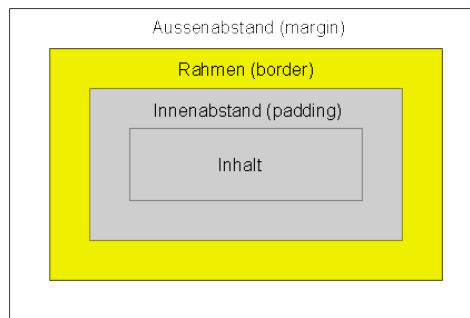 Aussenabstand (margin)
Rahmen (border)
Innenabstand (padding)
Inhalt